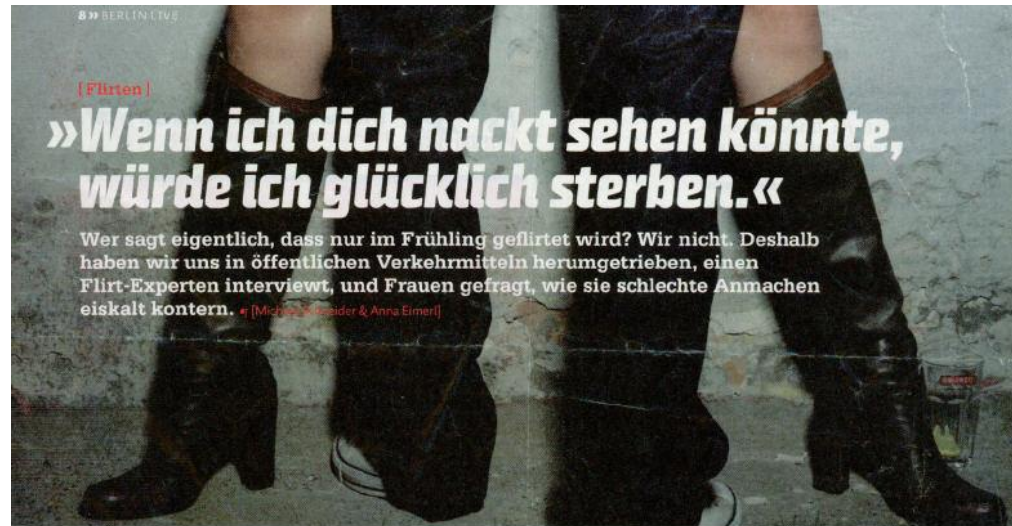 8 » BERLIN LIVE
[Flirten]
»Wenn ich dich nackt sehen könnte,
würde ich glücklich sterben.«
Wer sagt eigentlich, dass nur im Frühling geflirtet wird? Wir nicht. Deshalb
haben wir uns in öffentlichen Verkehrmitteln herumgetrieben, einen
Flirt-Experten interviewt, und Frauen gefragt, wie sie schlechte Anmachen
eiskalt kontern. & Anna Eimerl]